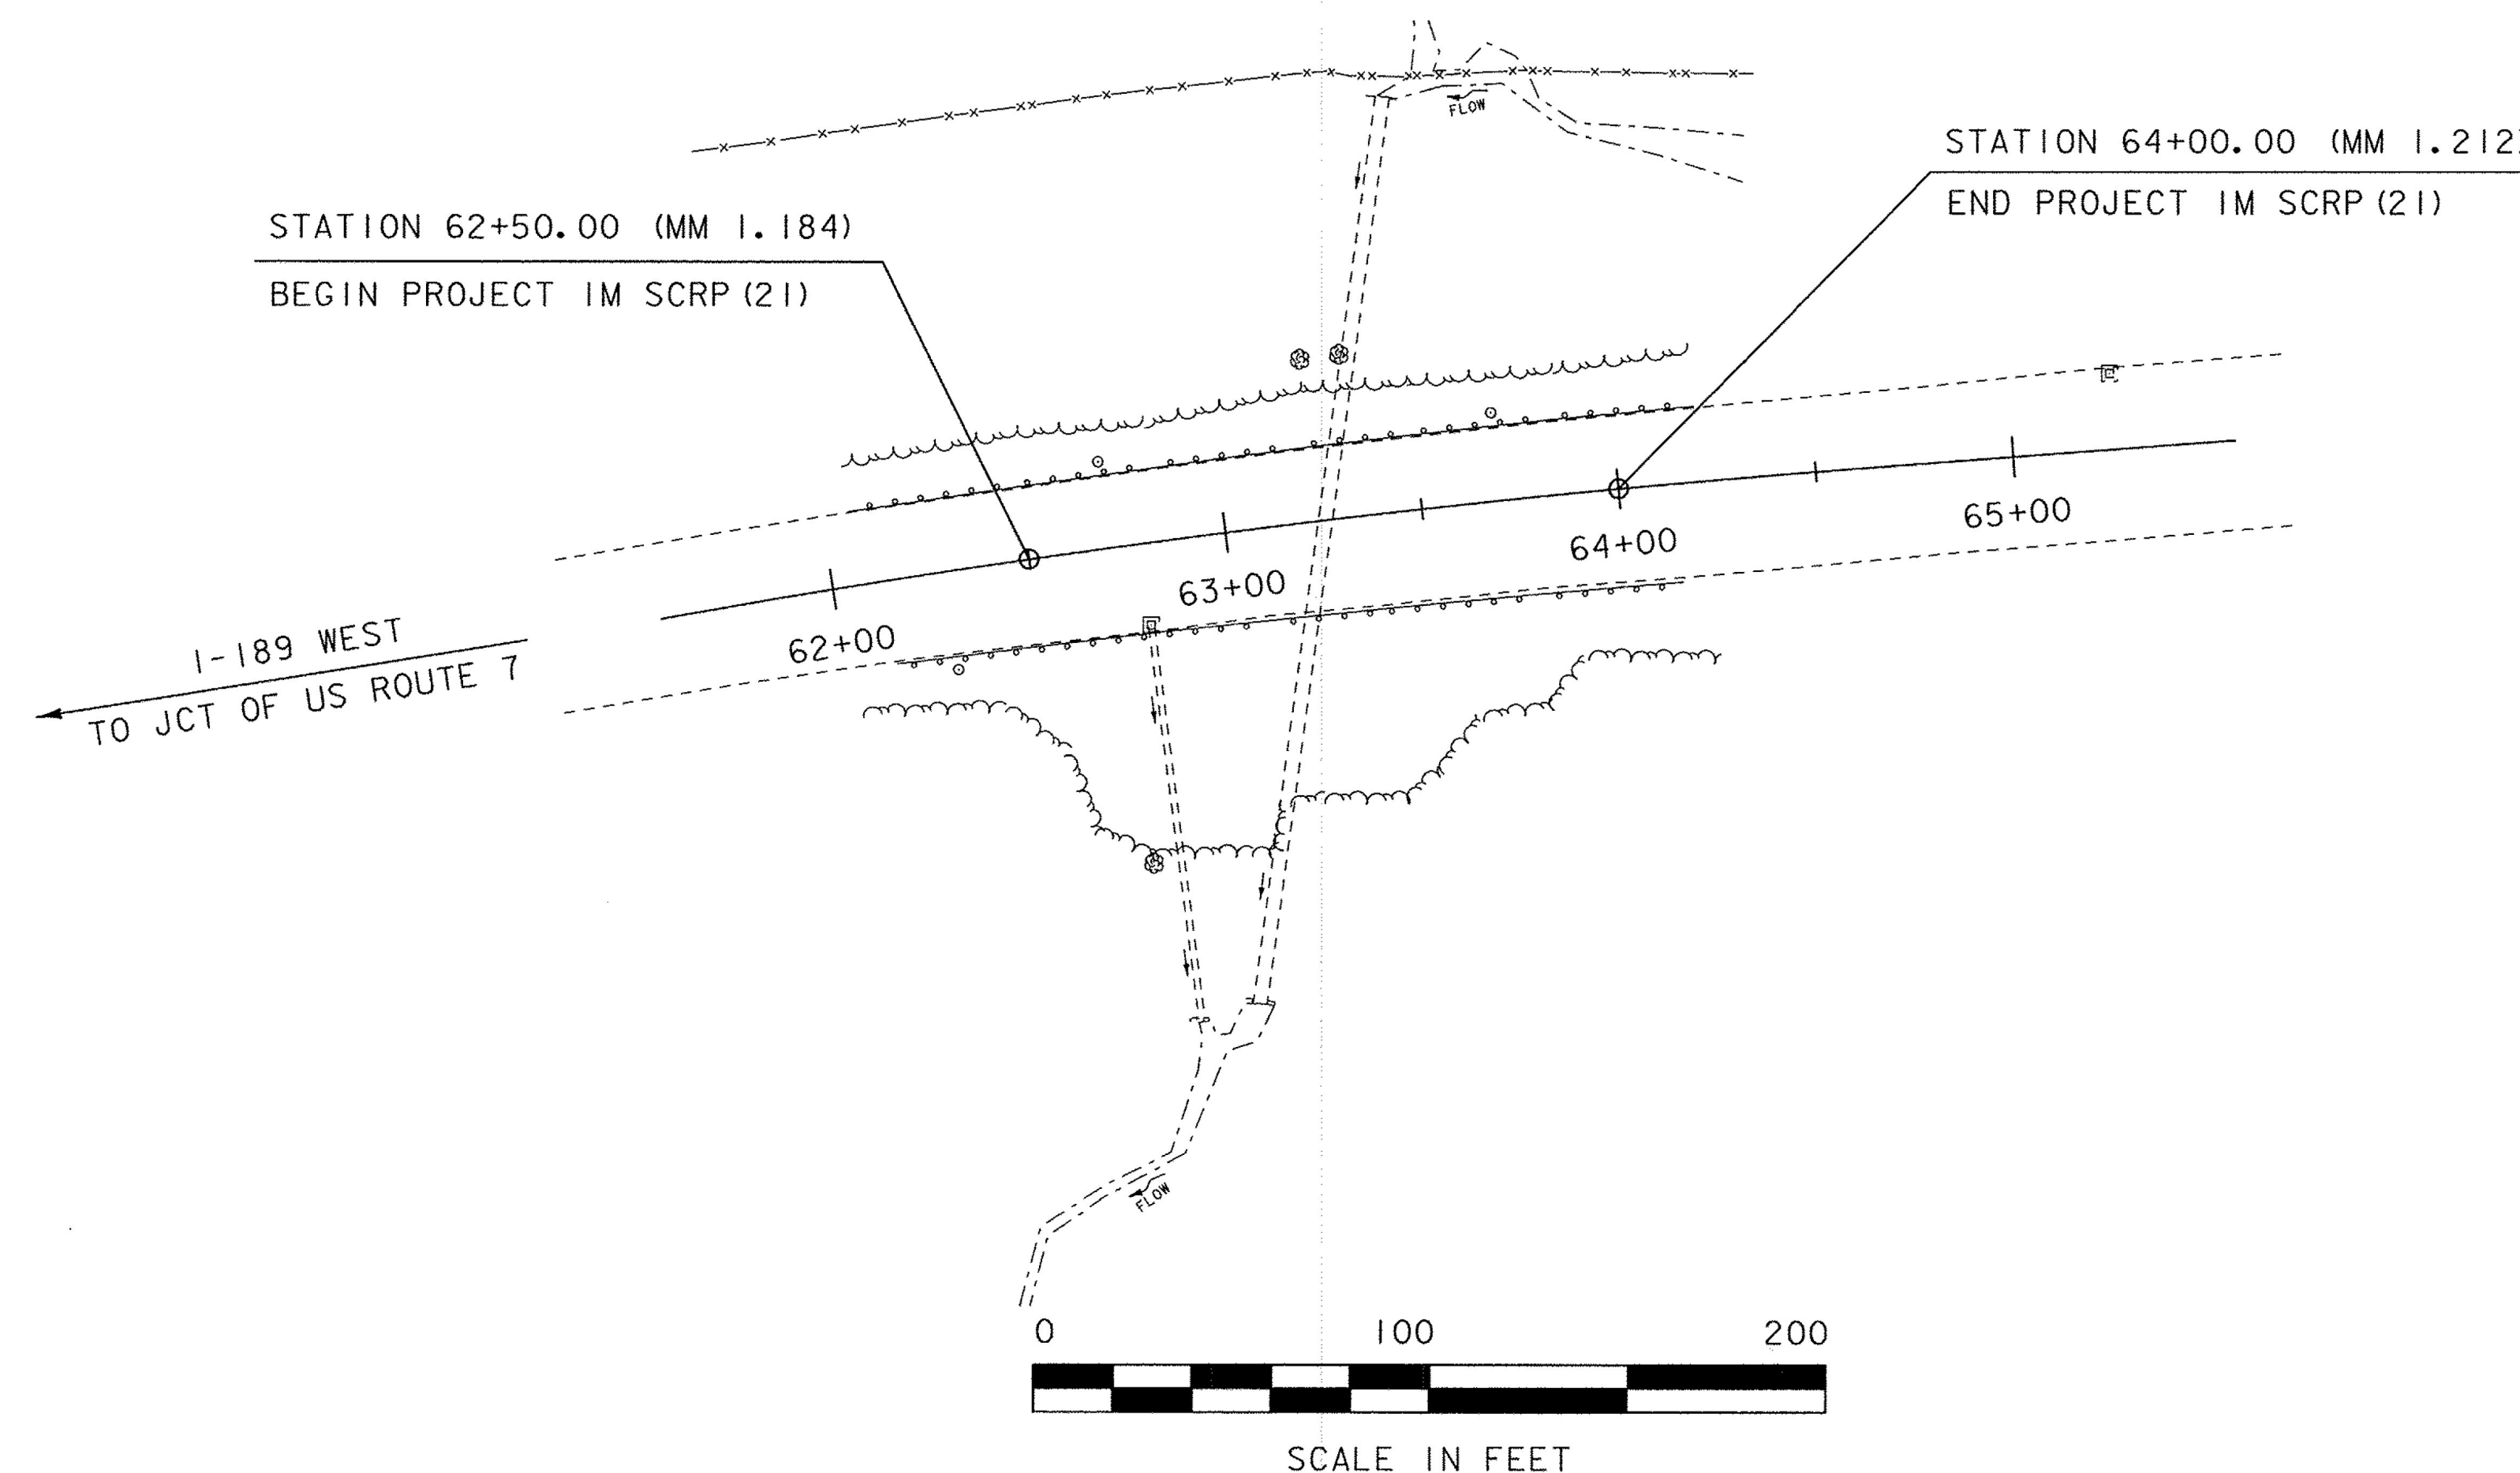 FLOW
STATION 64+00.00 (MM 1.212)
END PROJECT IM SCRP(21)
STATION 62+50.00 (MM 1.184)
BEGIN PROJECT IM SCRP(21)
65+00
64+00
63+00
62+00
I-189 WEST
TO JCT OF US ROUTE 7
FLOW
0 100 200
SCALE IN FEET